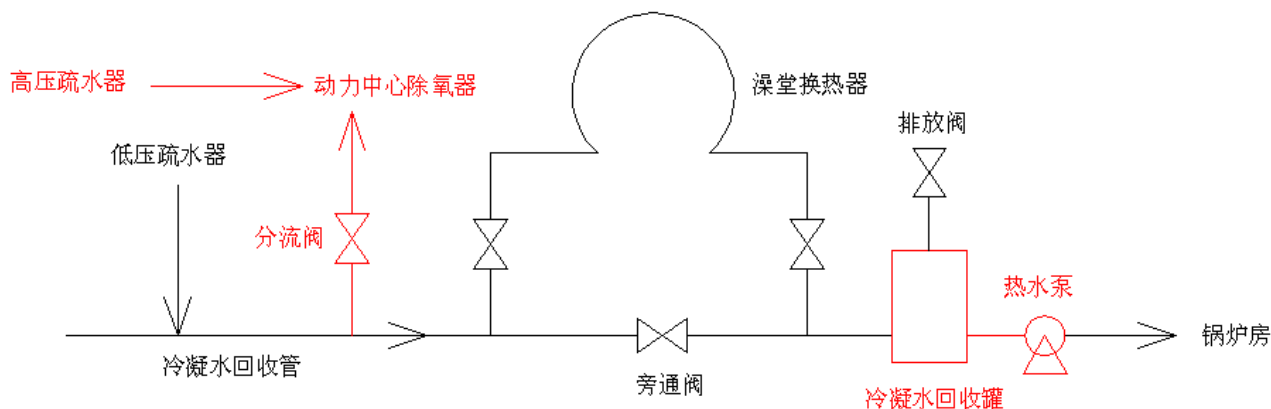 高压疏水器
动力中心除氧器
澡堂换热器
排放阀
低压疏水器
分流阀
热水泵
锅炉房
冷凝水回收管
旁通阀
冷凝水回收罐